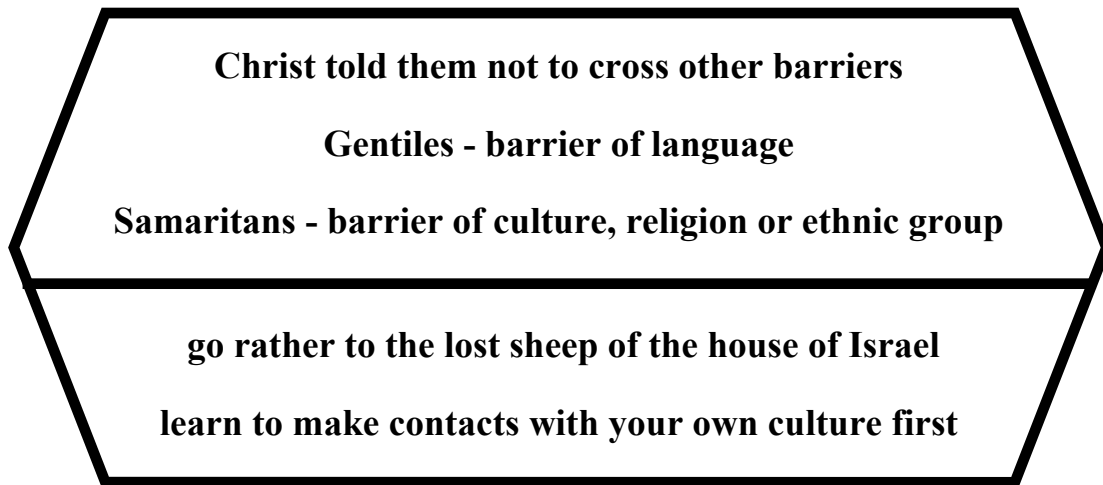 Christ told them not to cross other barriers
Gentiles - barrier of language
Samaritans - barrier of culture, religion or ethnic group
go rather to the lost sheep of the house of Israel
learn to make contacts with your own culture first